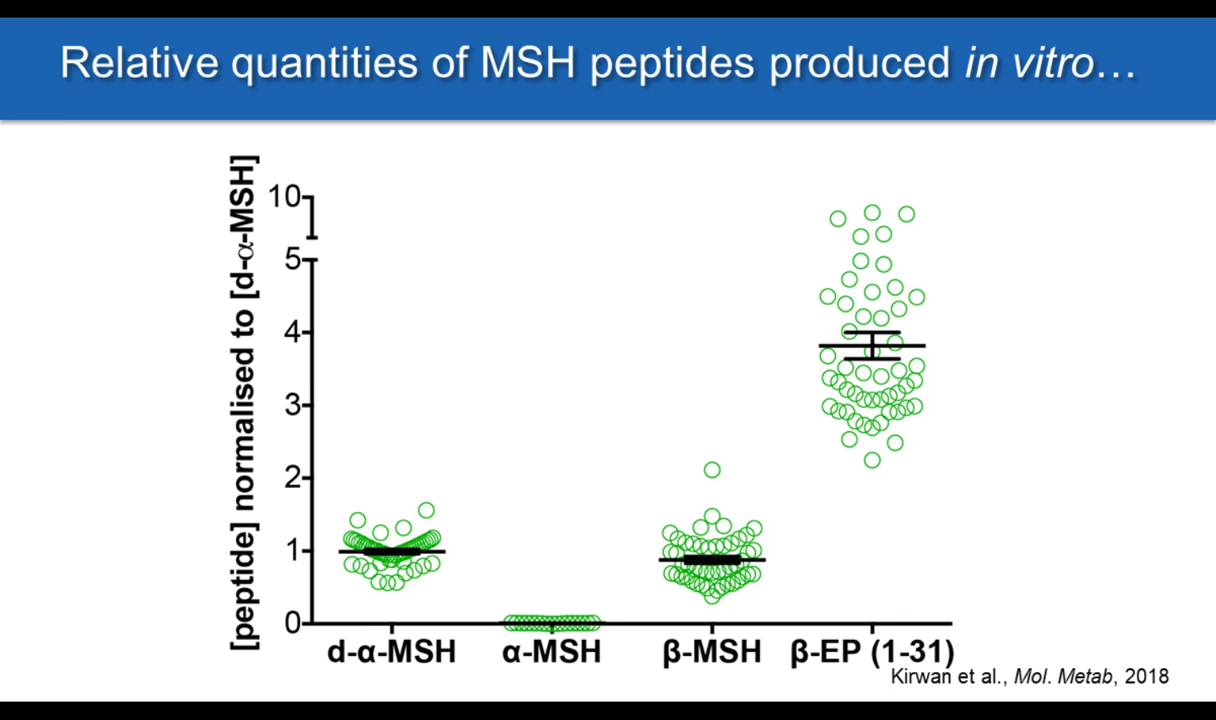 Relative quantities of MSH peptides produced in vitro…
[peptide] normalised to [d-α-MSH]
10
5
4
3
2
1
0
d-α-MSH α-MSH β-MSH β-EP (1-31)
Kirwan et al., Mol. Metab, 2018